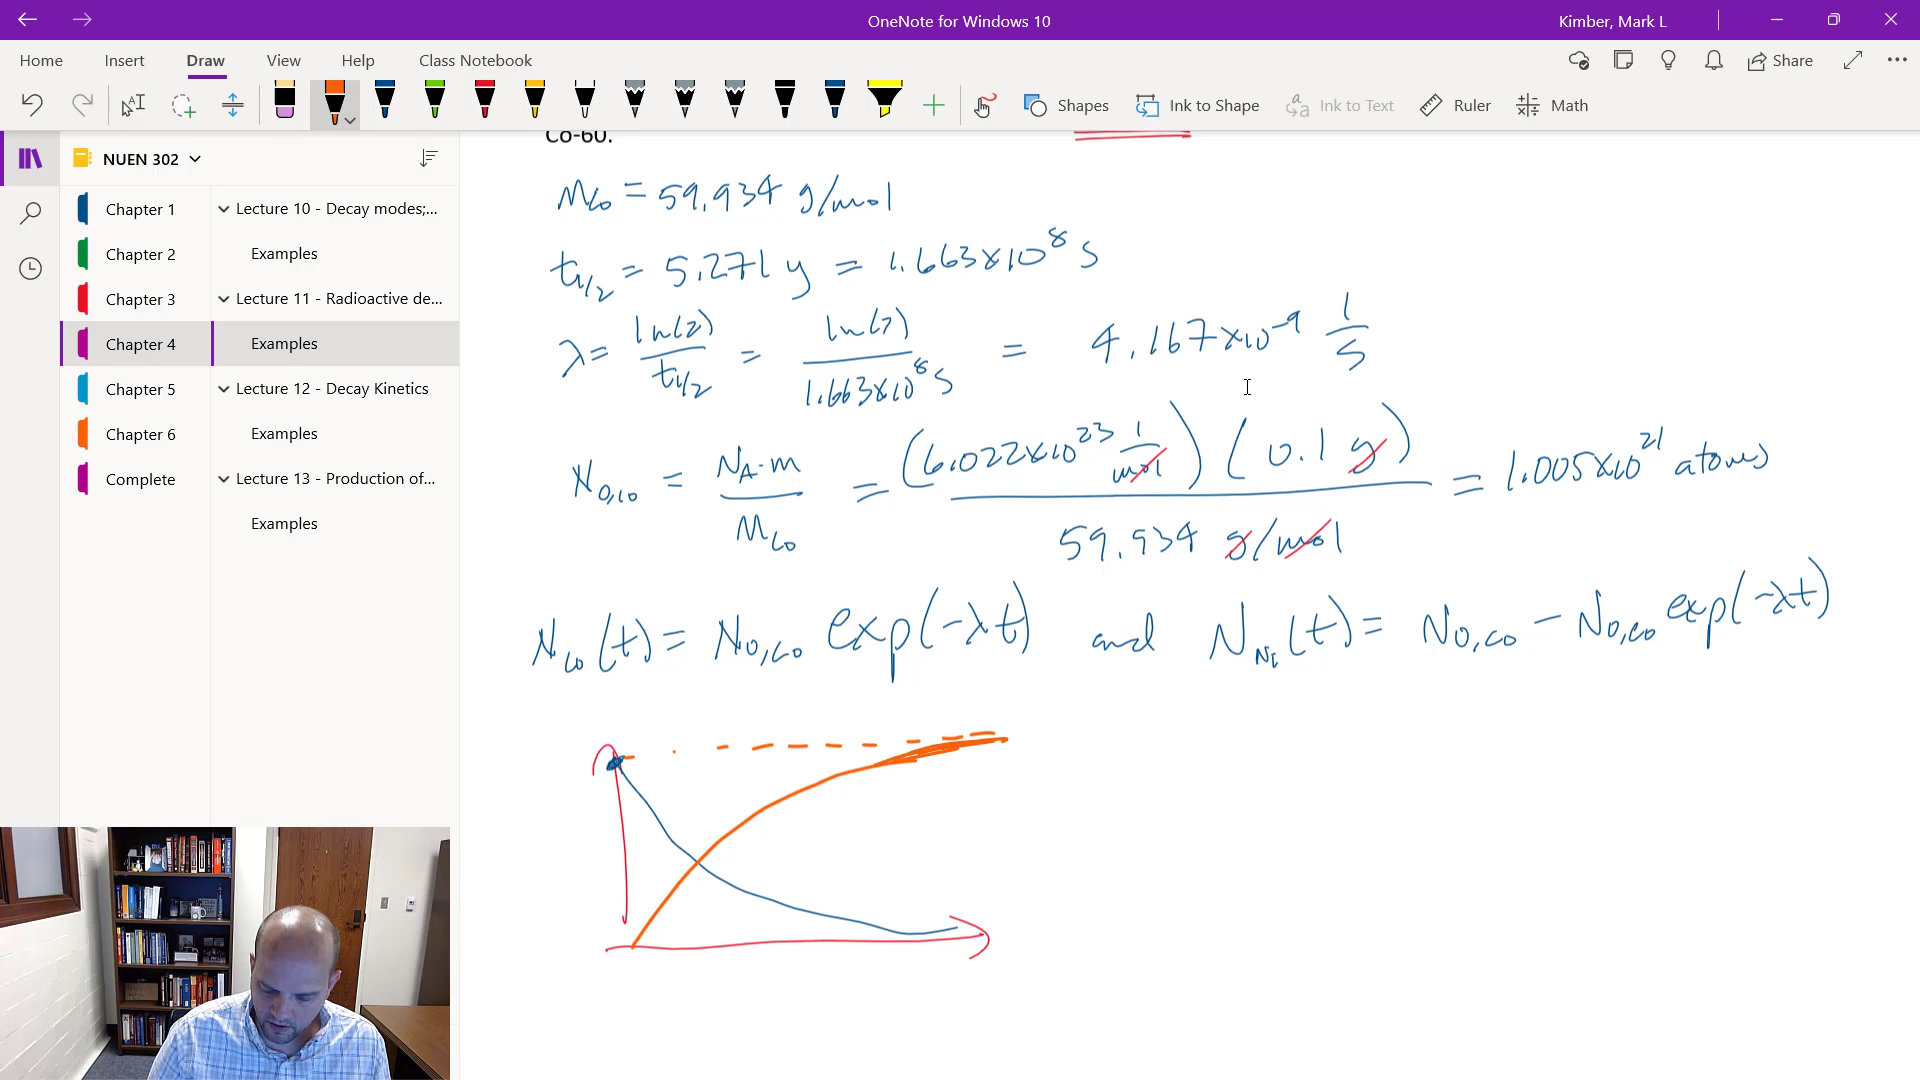 OneNote for Windows 10
Kimber, Mark L
Home Insert Draw View Help Class Notebook
Share
Shapes Ink to Shape Ink to Text Ruler Math
NUEN 302
Chapter 1
Chapter 2
Chapter 3
Chapter 4
Chapter 5
Chapter 6
Complete
Lecture 10 - Decay modes;...
Examples
Lecture 11 - Radioactive de...
Examples
Lecture 12 - Decay Kinetics
Examples
Lecture 13 - Production of...
Examples
Co-60.
M_Co = 59.934 g/mol
t_1/2 = 5.271 y = 1.663×10^8 s
λ = ln(2)/t_1/2 = ln(2)/1.663×10^8 s = 4.167×10^-9 1/s
N_0,Co = N_A·m/M_Co = (6.022×10^23 1/mol)(0.1 g)/59.934 g/mol = 1.005×10^21 atoms
N_Co(t) = N_0,Co exp(-λt) and N_Ni(t) = N_0,Co - N_0,Co exp(-λt)